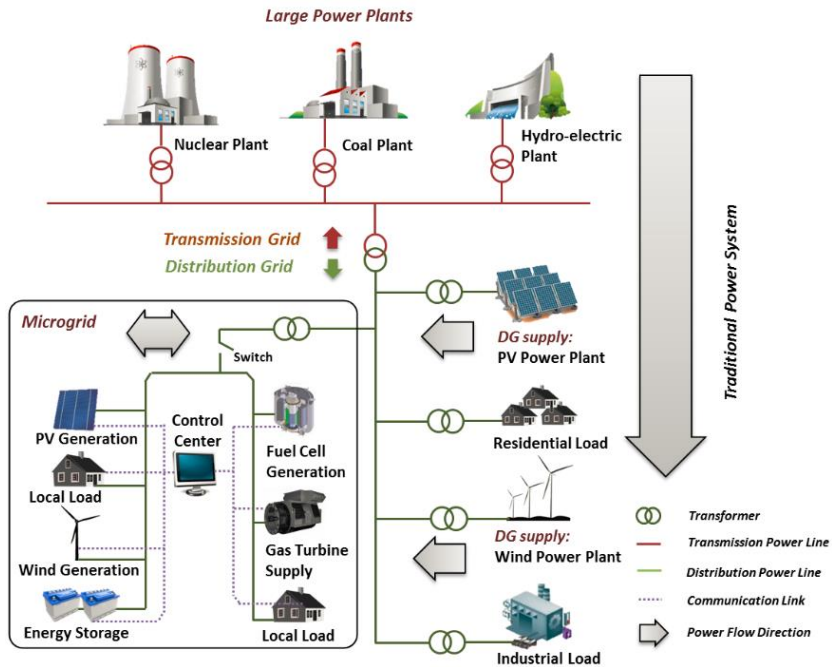 Large Power Plants
Nuclear Plant
Coal Plant
Hydro-electric
Plant
Transmission Grid
Distribution Grid
Traditional Power System
Microgrid
Switch
DG supply:
PV Power Plant
PV Generation
Control
Center
Fuel Cell
Generation
Residential Load
Local Load
Wind Generation
Gas Turbine
Supply
DG supply:
Wind Power Plant
Energy Storage
Local Load
Industrial Load
Transformer
Transmission Power Line
Distribution Power Line
Communication Link
Power Flow Direction